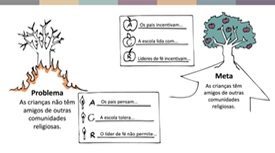 A Os pais incentivam...
C A escola lida com...
Líderes de fé incentivam...
Problema
As crianças não têm
amigos de outras
comunidades
religiosas.
A Os pais pensam...
C A escola tolera...
R O líder de fé não permite...
Meta
As crianças têm
amigos de outras
comunidades
religiosas.